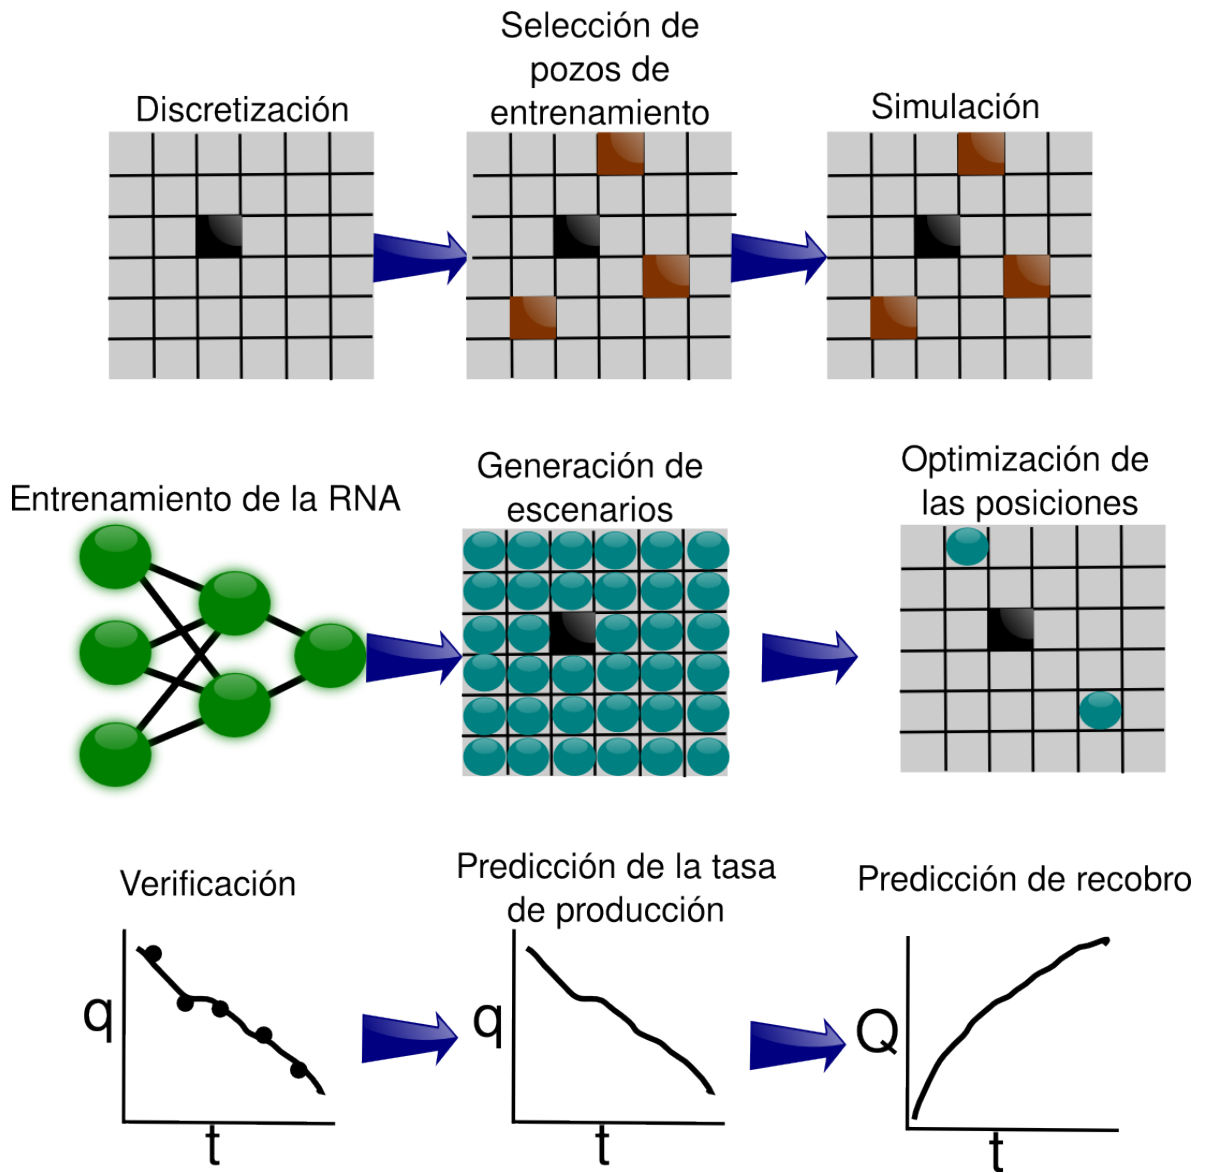 Discretización
Selección de
pozos de
entrenamiento
Simulación
Entrenamiento de la RNA
Generación de
escenarios
Optimización de
las posiciones
Verificación
q
t
Predicción de la tasa
de producción
q
t
Predicción de recobro
Q
t